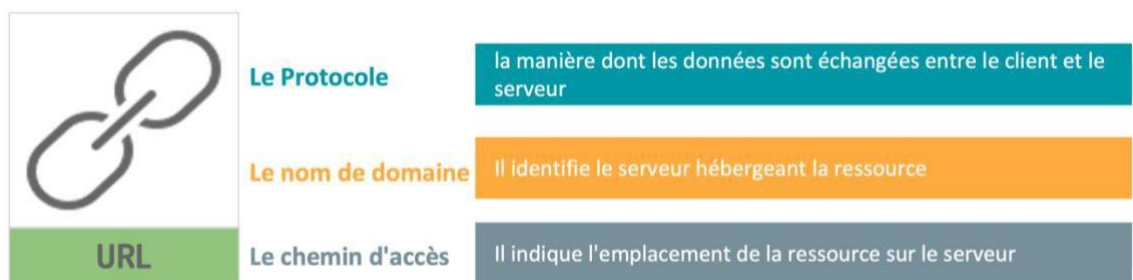 Le Protocole
la manière dont les données sont échangées entre le client et le
serveur
Le nom de domaine
Il identifie le serveur hébergeant la ressource
URL
Le chemin d'accès
Il indique l'emplacement de la ressource sur le serveur